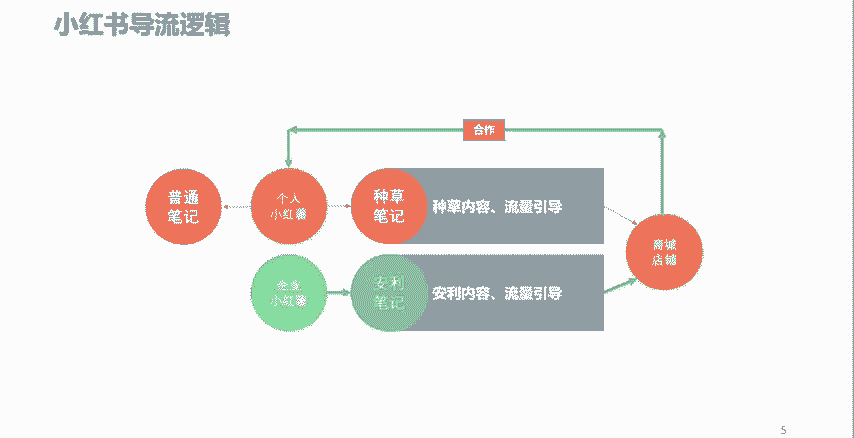 小红书导流逻辑
合作
普通
笔记
个人
小红薯
种草
笔记
种草内容、流量引导
商城
店铺
企业
小红薯
安利
笔记
安利内容、流量引导
5